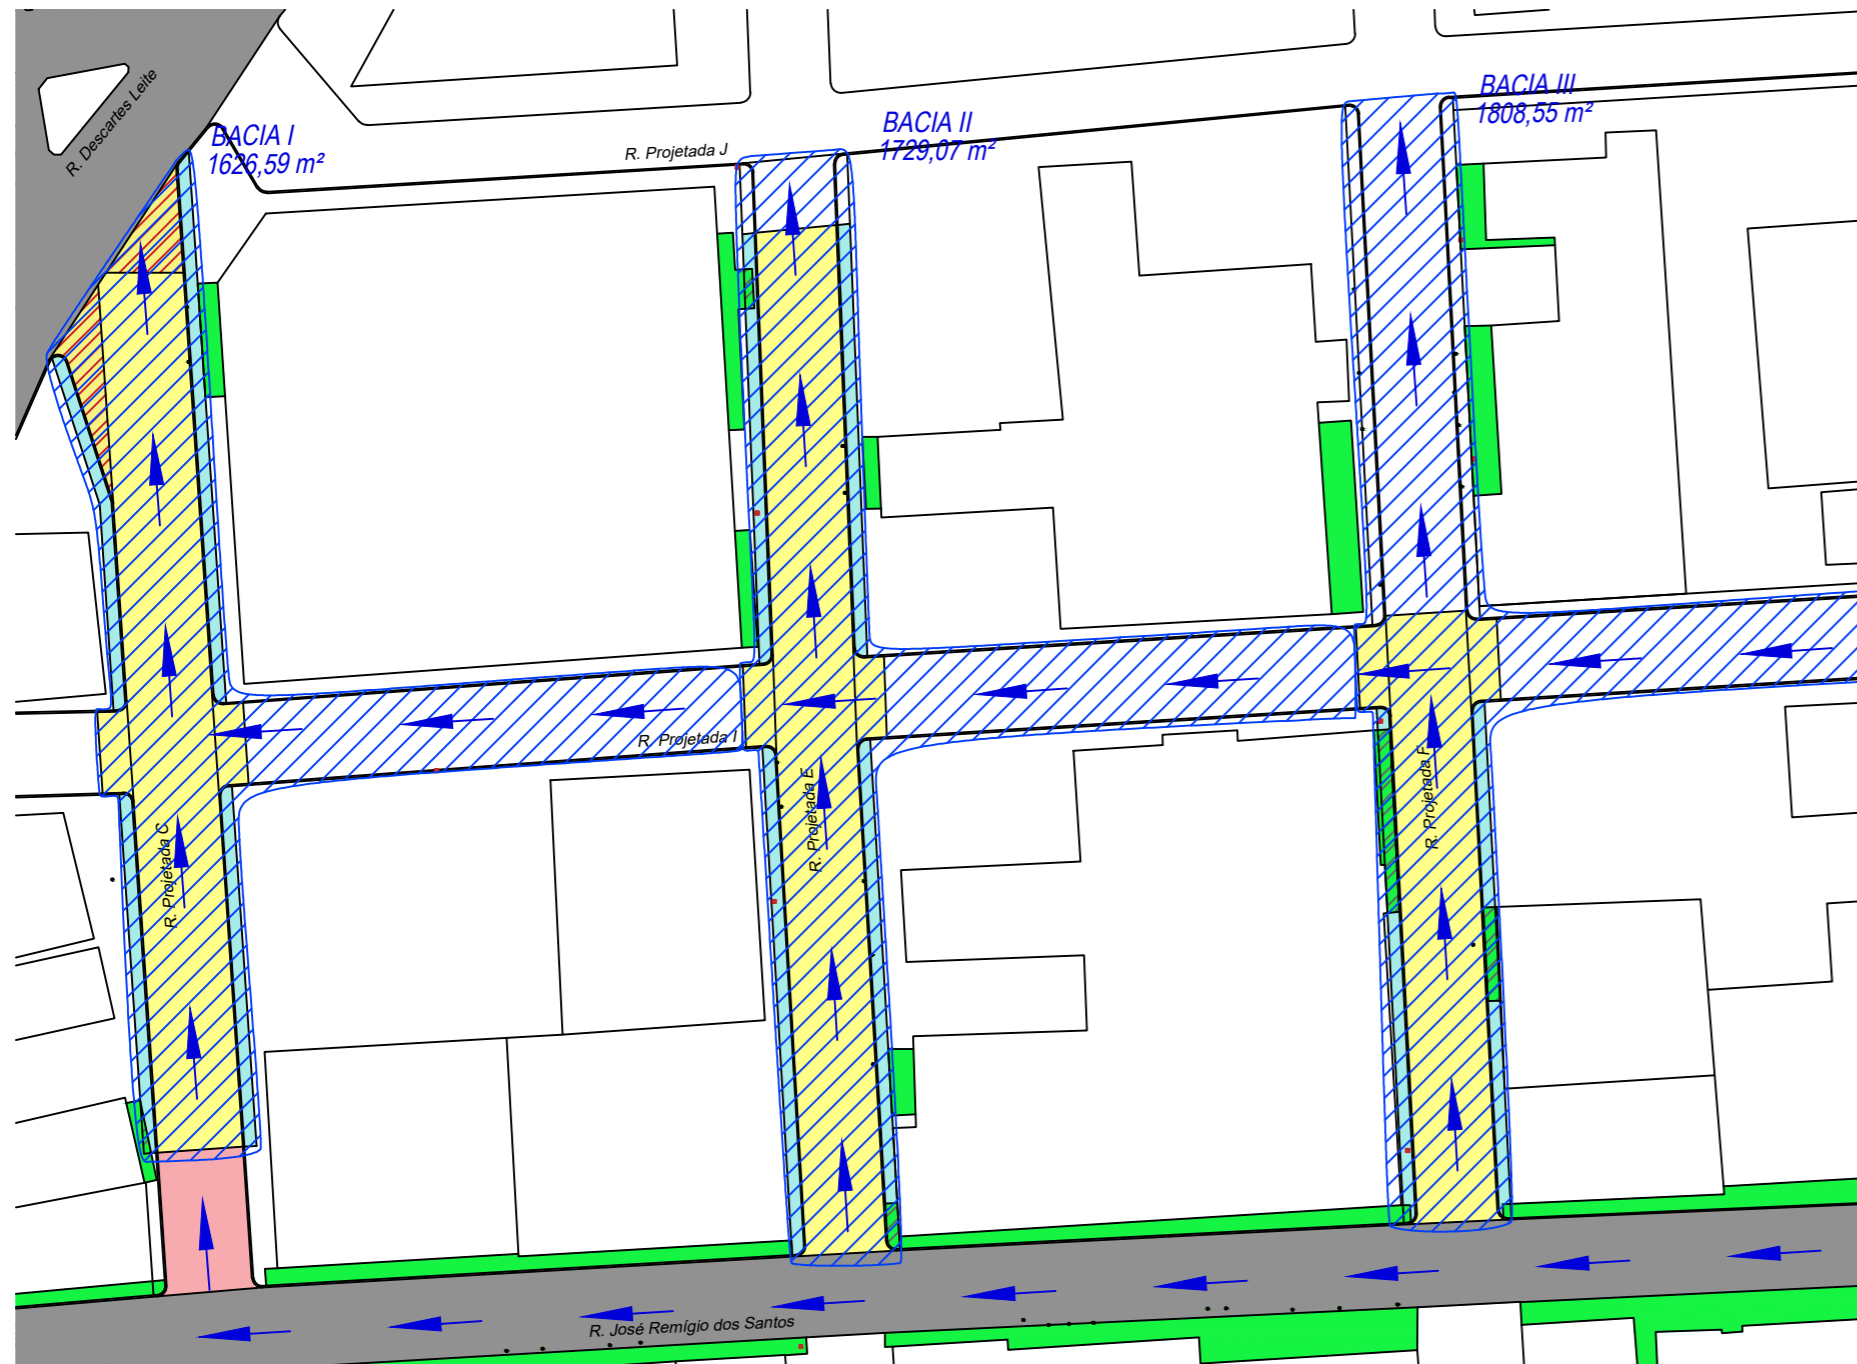 R. Descartes Leite
BACIA I
1626,59 m²
R. Projetada J
BACIA II
1729,07 m²
BACIA III
1808,55 m²
R. Projetada I
R. Projetada C
R. Projetada E
R. Projetada F
R. José Remígio dos Santos